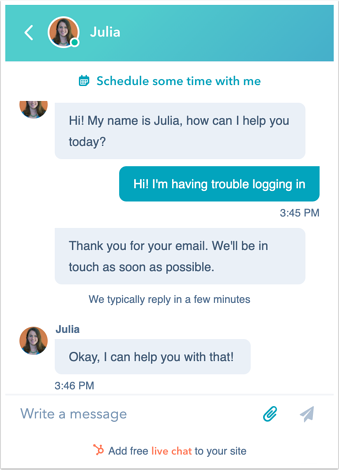 Julia
Schedule some time with me
Hi! My name is Julia, how can I help you
today?
Hi! I'm having trouble logging in
3:45 PM
Thank you for your email. We'll be in
touch as soon as possible.
We typically reply in a few minutes
Julia
Okay, I can help you with that!
3:46 PM
Write a message
Add free live chat to your site